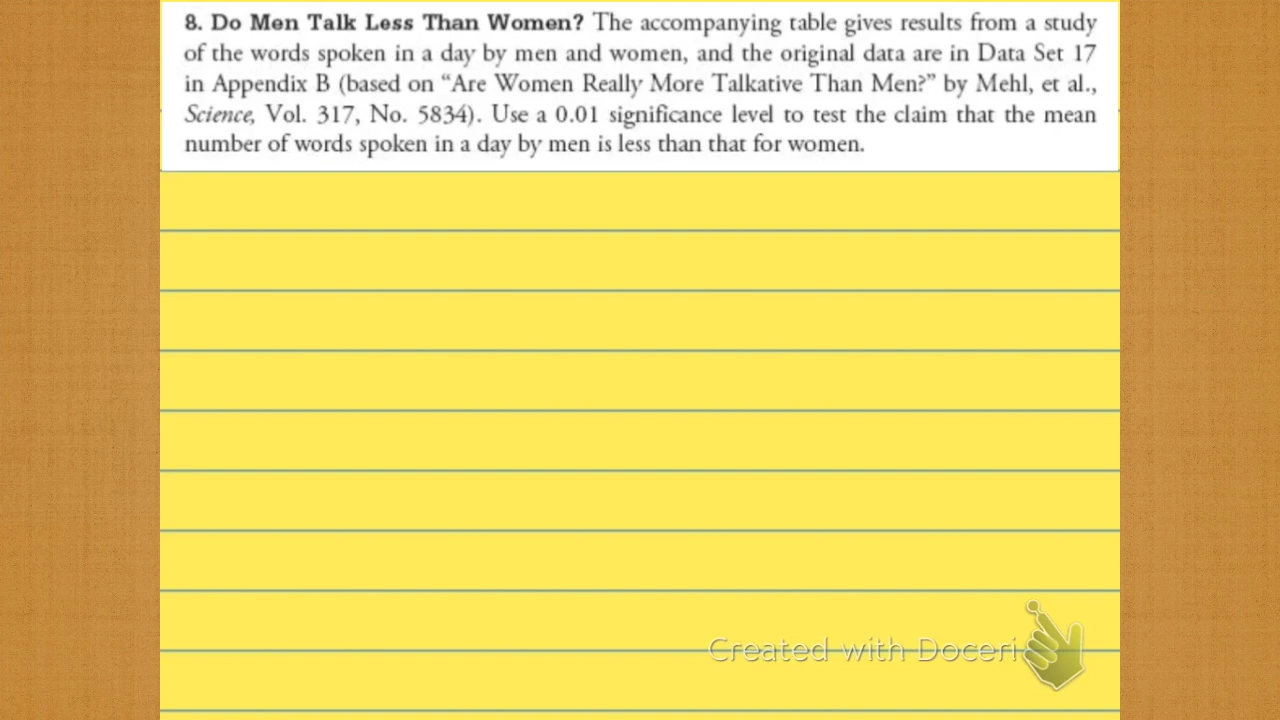 8. Do Men Talk Less Than Women? The accompanying table gives results from a study
of the words spoken in a day by men and women, and the original data are in Data Set 17
in Appendix B (based on “Are Women Really More Talkative Than Men?” by Mehl, et al.,
Science, Vol. 317, No. 5834). Use a 0.01 significance level to test the claim that the mean
number of words spoken in a day by men is less than that for women.
Created with Doceri